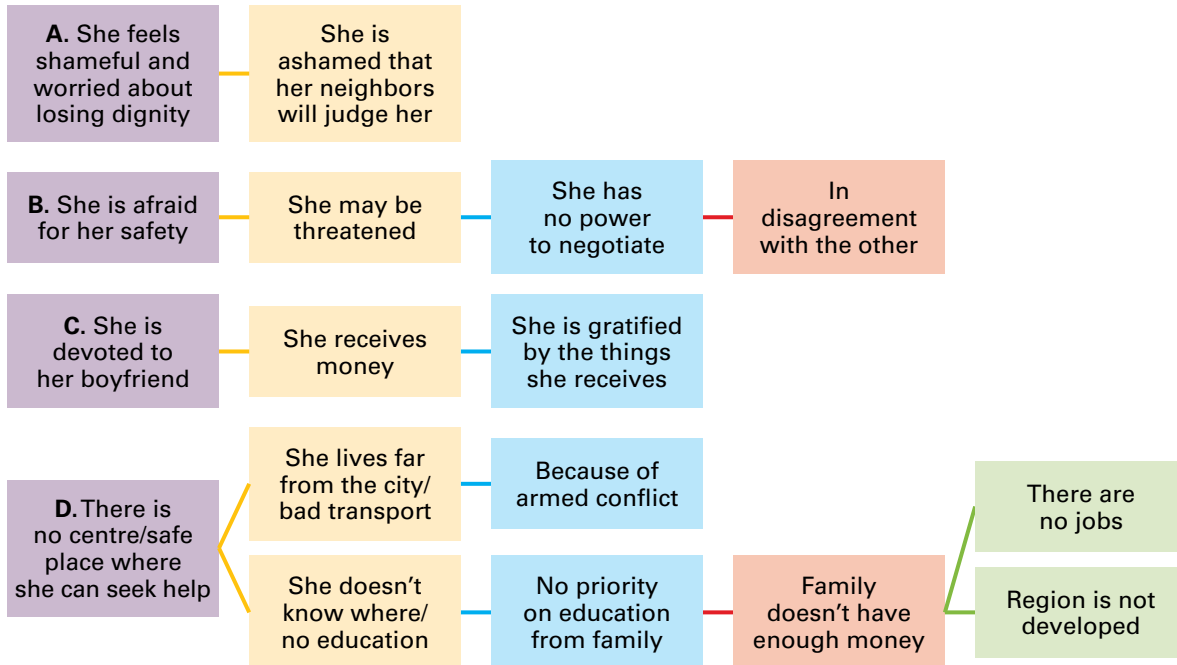 A. She feels
shameful and
worried about
losing dignity
She is
ashamed that
her neighbors
will judge her
B. She is afraid
for her safety
She may be
threatened
She has
no power
to negotiate
In
disagreement
with the other
C. She is
devoted to
her boyfriend
She receives
money
She is gratified
by the things
she receives
D. There is
no centre/safe
place where
she can seek help
She lives far
from the city/
bad transport
Because of
armed conflict
She doesn't
know where/
no education
No priority
on education
from family
Family
doesn't have
enough money
There are
no jobs
Region is not
developed